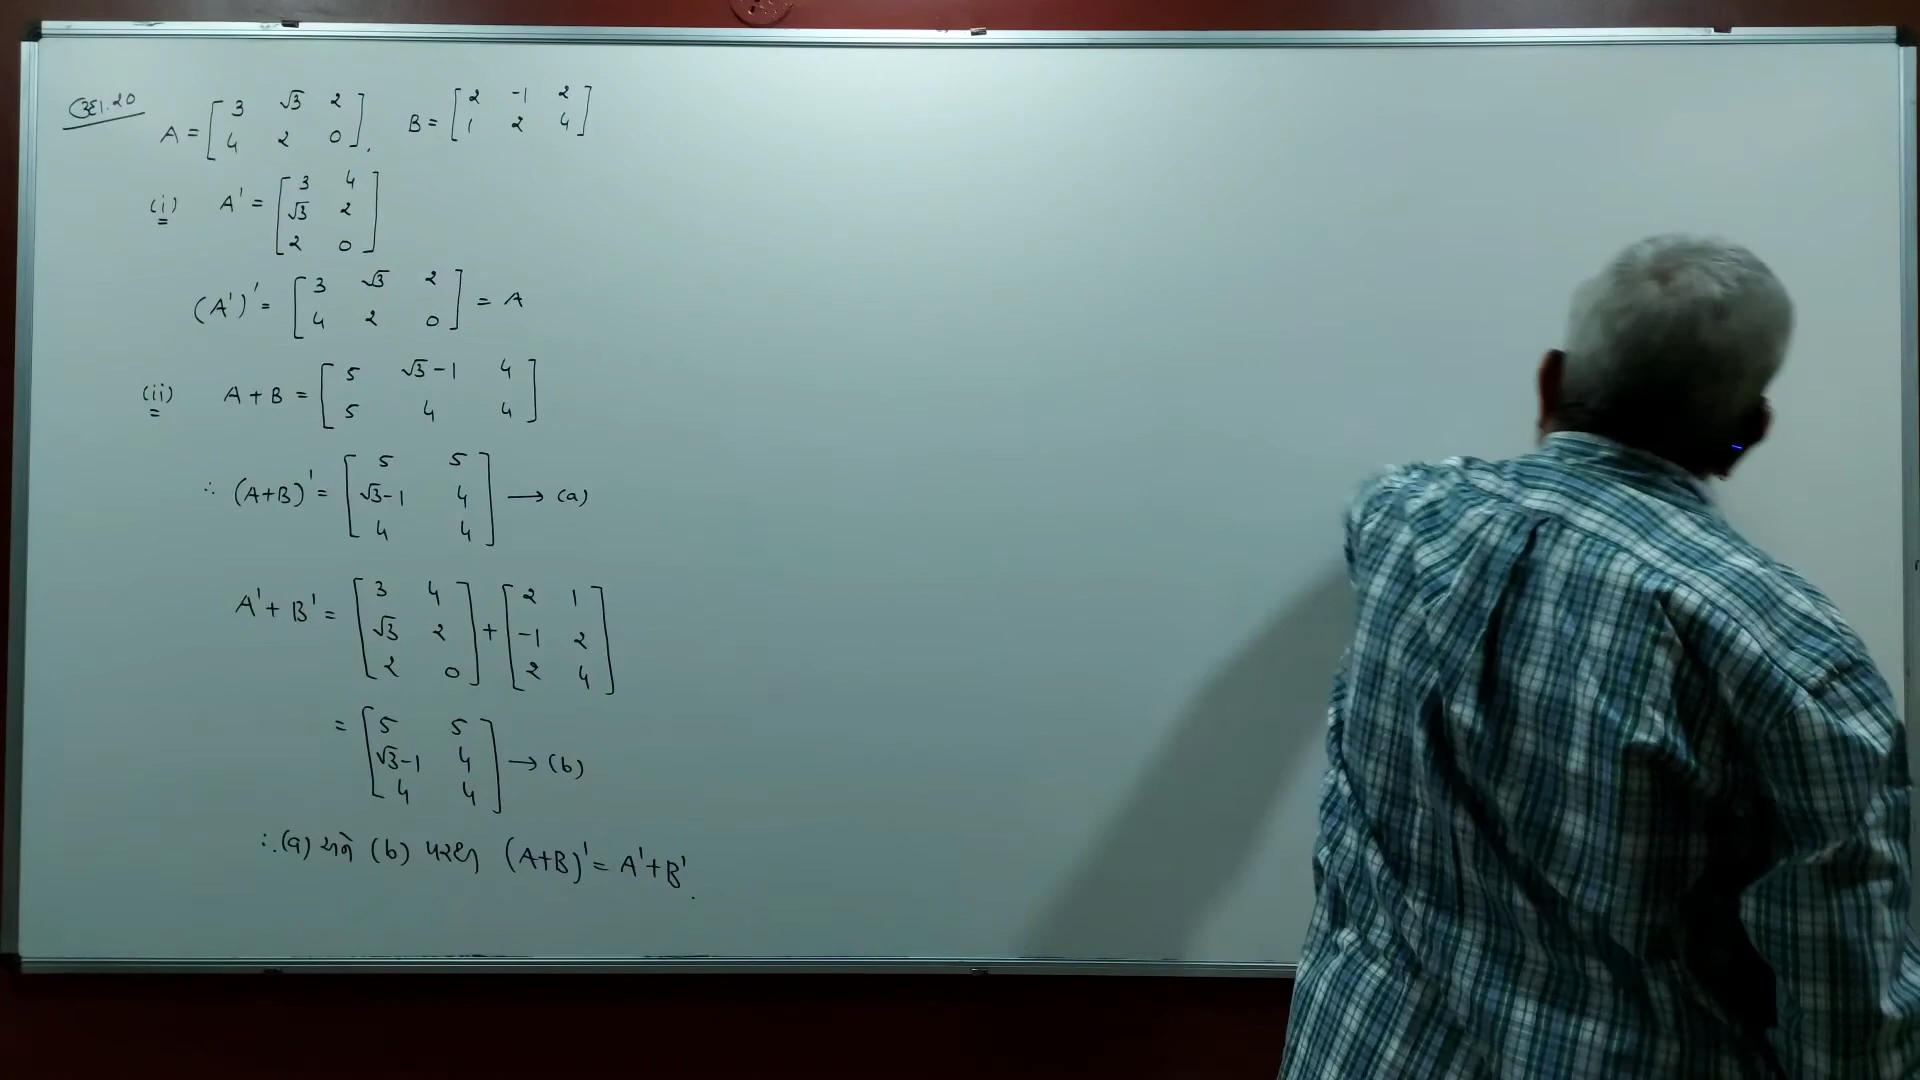 ઉદા.20 A = [ 3 √3 2 ; 4 2 0 ], B = [ 2 -1 2 ; 1 2 4 ]
(i) A' = [ 3 4 ; √3 2 ; 2 0 ]
(A')' = [ 3 √3 2 ; 4 2 0 ] = A
(ii) A + B = [ 5 √3-1 4 ; 5 4 4 ]
∴ (A+B)' = [ 5 5 ; √3-1 4 ; 4 4 ] → (a)
A' + B' = [ 3 4 ; √3 2 ; 2 0 ] + [ 2 1 ; -1 2 ; 2 4 ]
= [ 5 5 ; √3-1 4 ; 4 4 ] → (b)
∴ (a) અને (b) પરથી (A+B)' = A' + B'.